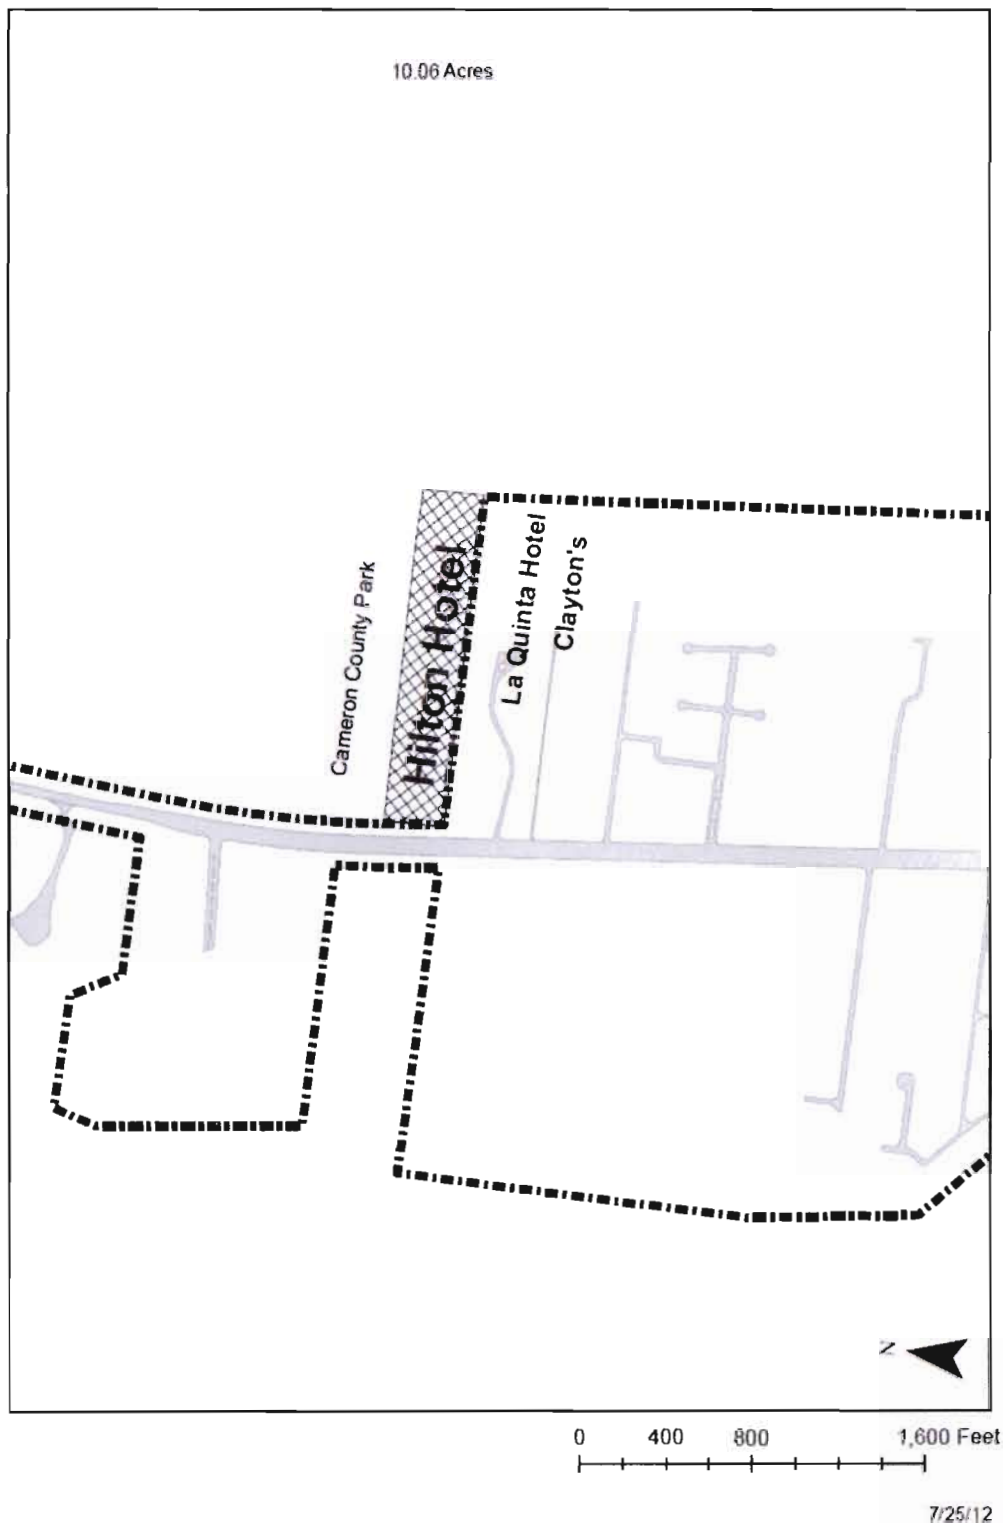 10.06 Acres
Cameron County Park
Hilton Hotel
La Quinta Hotel
Clayton's
N
0 400 800 1,600 Feet
7/25/12